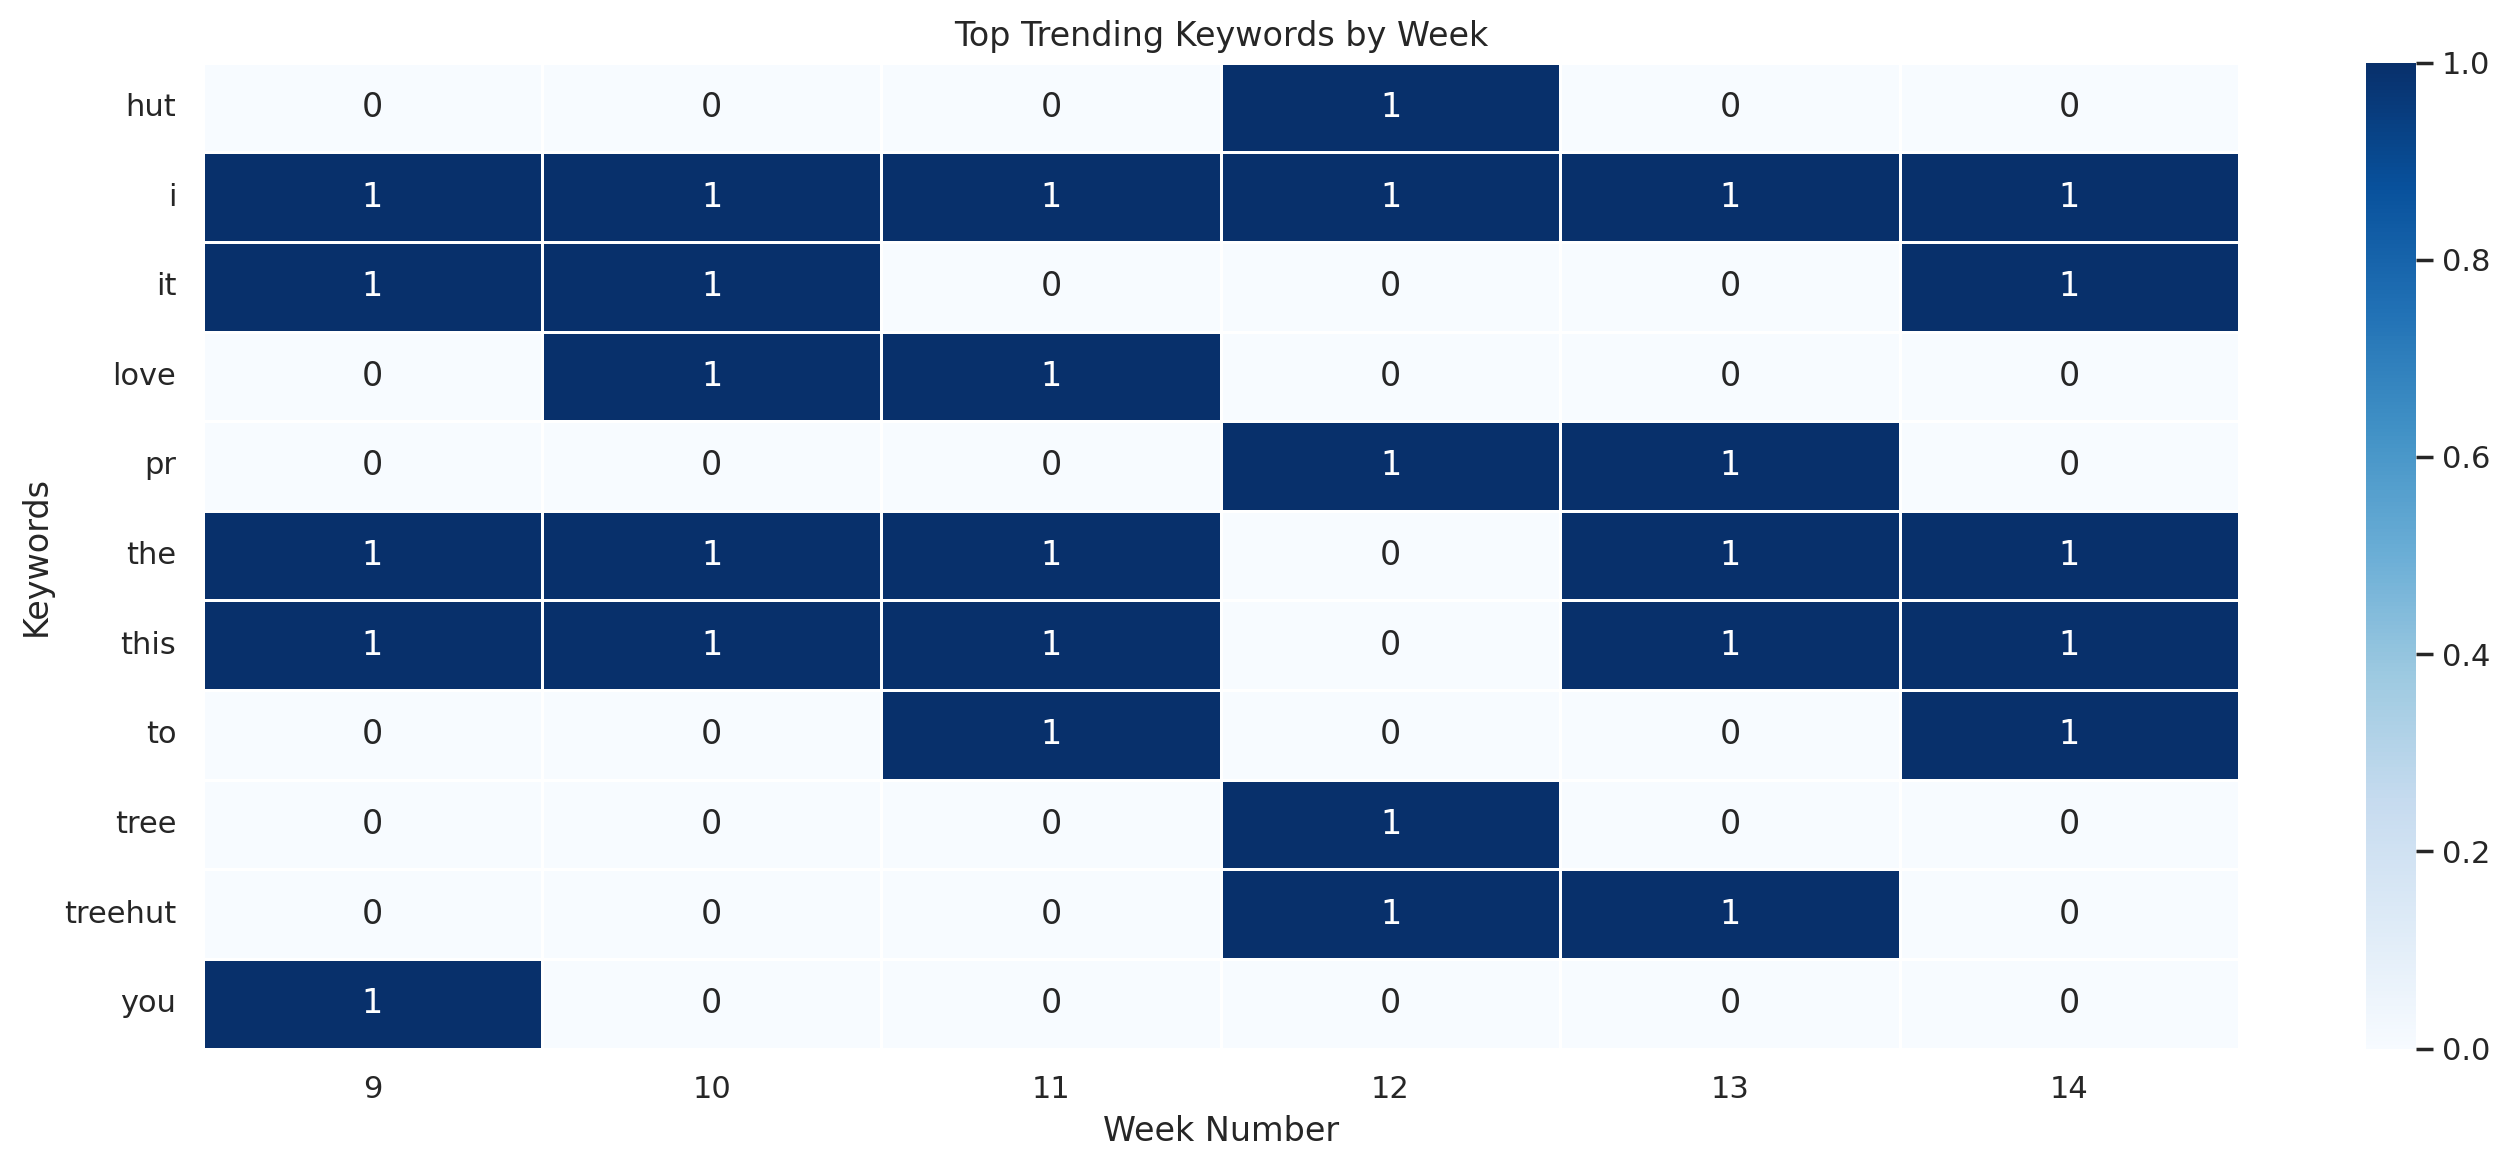 Top Trending Keywords by Week
hut 0 0 0 1 0 0
i 1 1 1 1 1 1
it 1 1 0 0 0 1
love 0 1 1 0 0 0
pr 0 0 0 1 1 0
the 1 1 1 0 1 1
this 1 1 1 0 1 1
to 0 0 1 0 0 1
tree 0 0 0 1 0 0
treehut 0 0 0 1 1 0
you 1 0 0 0 0 0
9 10 11 12 13 14
Week Number
Keywords
1.0
0.8
0.6
0.4
0.2
0.0